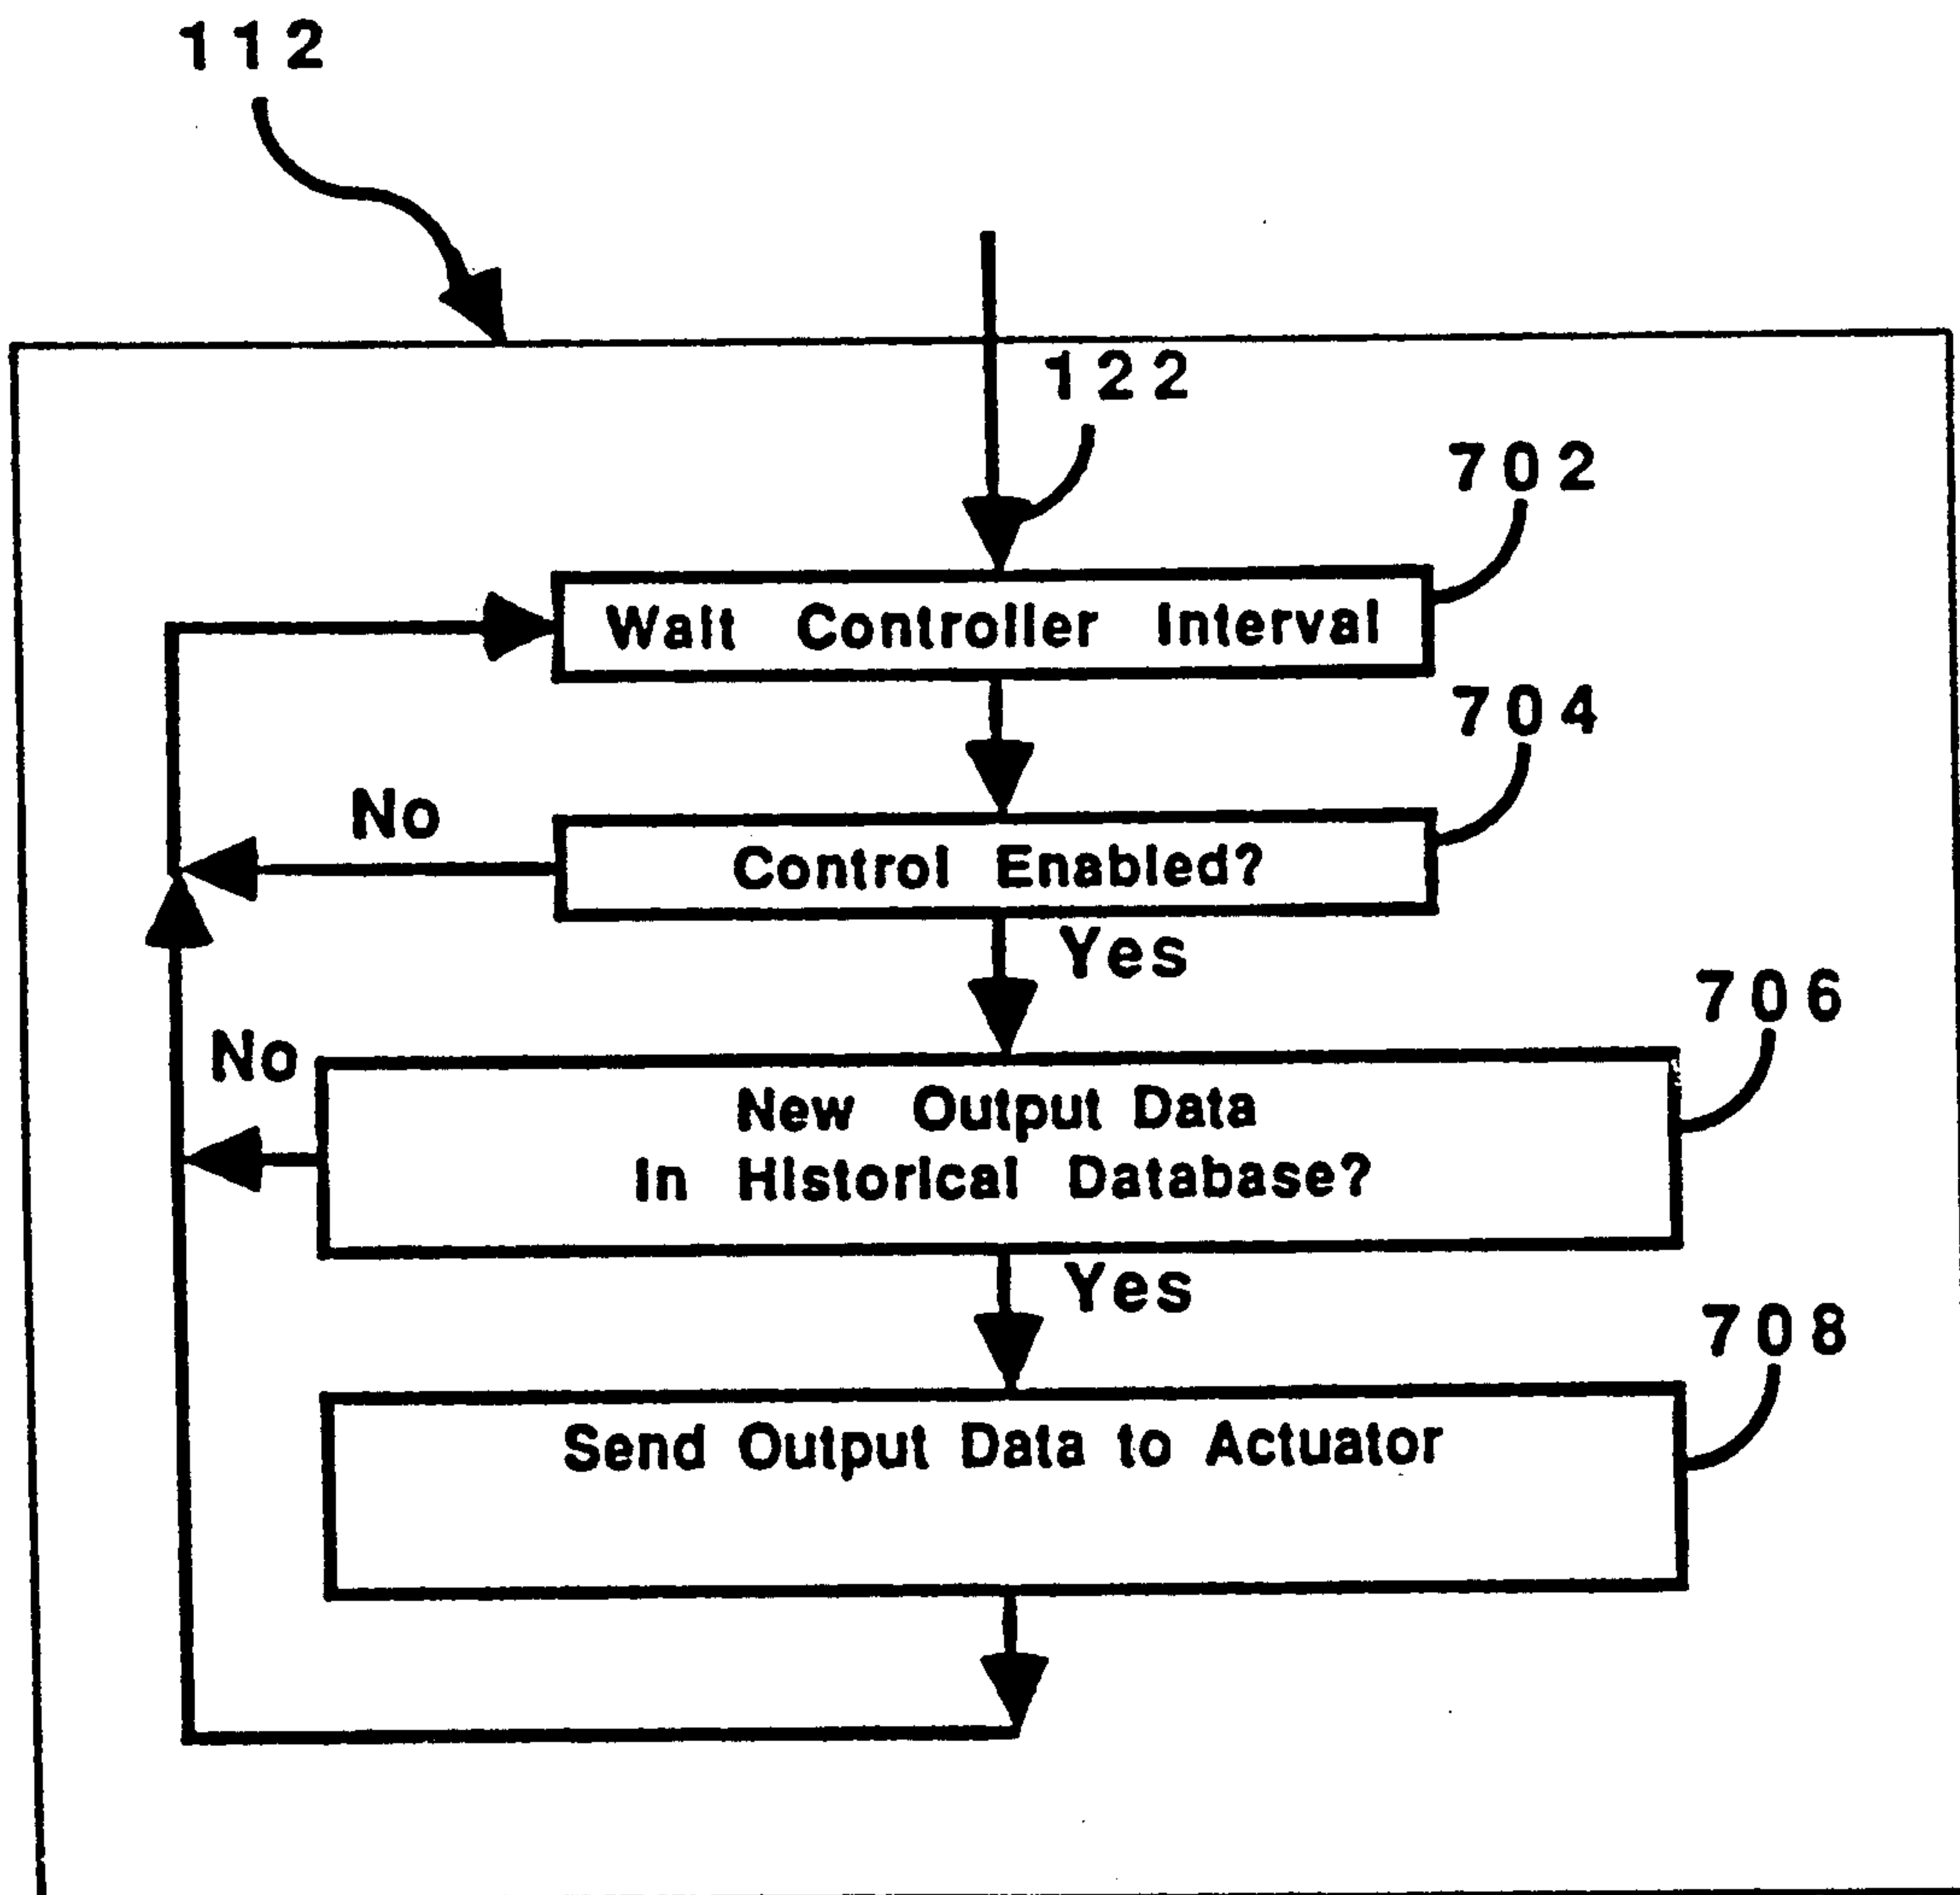 112
122
702
Wait Controller Interval
704
No
Control Enabled?
Yes
706
No
New Output Data
In Historical Database?
Yes
708
Send Output Data to Actuator